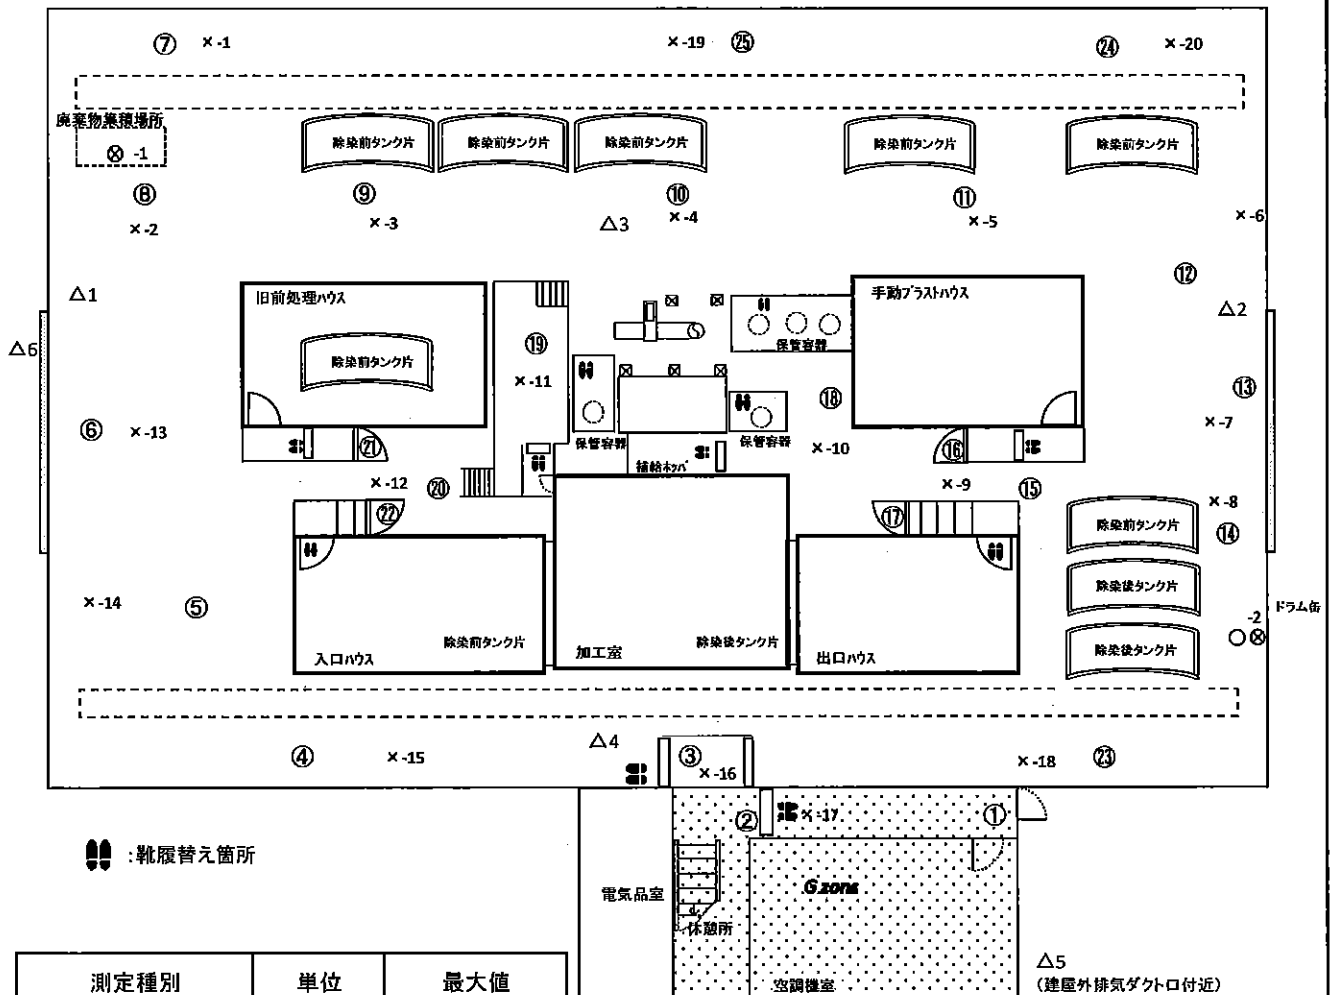 ⑦ ×-1 ×-19 ㉕ ㉔ ×-20
廃棄物集積場所
⊗ -1
除染前タンク片 除染前タンク片 除染前タンク片 除染前タンク片 除染前タンク片
⑧ ⑨ ⑩ ⑪
×-2 ×-3 △3 ×-4 ×-5 ×-6
⑫
△1 旧前処理ハウス 手動ブラストハウス △2
△6 除染前タンク片 ⑲ 保管容器
×-11 ⑱ ⑬
⑥ ×-13 保管容器 保管容器 ×-7
㉑ 補給ホッパ ×-10 ⑯
×-12 ⑳ ×-9 ⑮ ×-8
㉒ ⑰ 除染前タンク片 ⑭
除染後タンク片
×-14 ⑤ ドラム缶
-2
入口ハウス 除染前タンク片 加工室 除染後タンク片 出口ハウス 除染後タンク片 ○⊗
④ ×-15 △4 ③ ×-16 ×-18 ㉓
② ×-17 ①
:靴履替え箇所
電気品室 G zone
休憩所
空調機室
△5
(建屋外排気ダクト口付近)
測定種別 単位 最大値